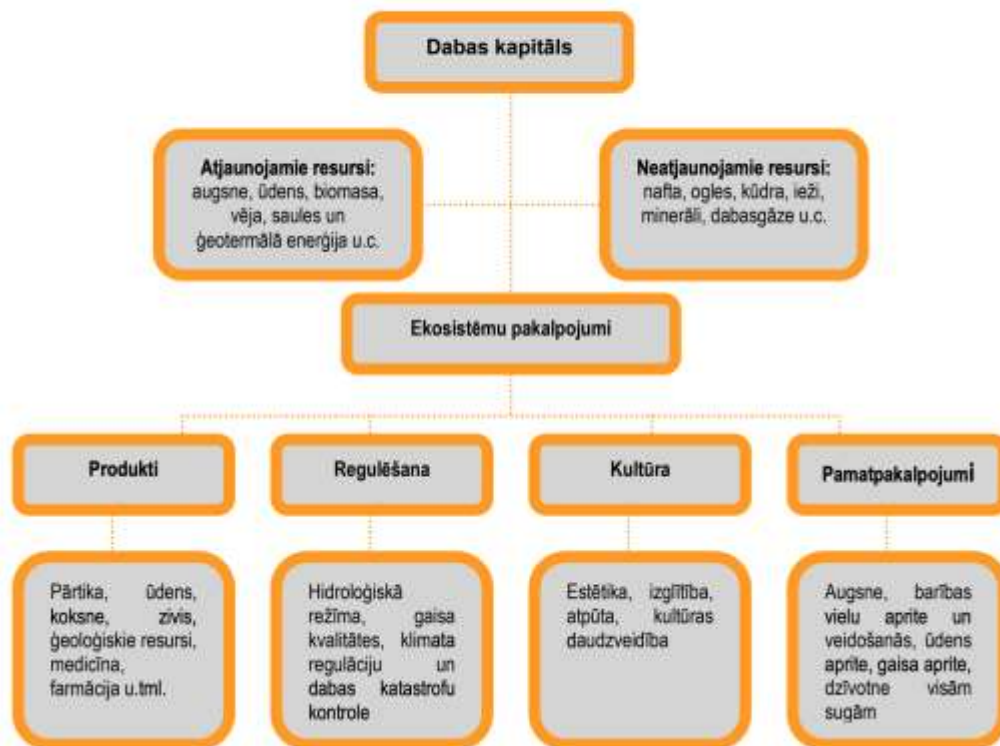 Dabas kapitāls
Atjaunojamie resursi:
augsne, ūdens, biomasa,
vēja, saules un
ģeotermālā enerģija u.c.
Neatjaunojamie resursi:
nafta, ogles, kūdra, ieži,
minerāli, dabasgāze u.c.
Ekosistēmu pakalpojumi
Produkti
Regulēšana
Kultūra
Pamatpakalpojumi
Pārtika, ūdens,
koksne, zivis,
ģeoloģiskie resursi,
medicīna,
farmācija u.tml.
Hidroloģiskā
režīma, gaisa
kvalitātes, klimata
regulāciju un
dabas katastrofu
kontrole
Estētika, izglītība,
atpūta, kultūras
daudzveidība
Augsne, barības
vielu aprite un
veidošanās, ūdens
aprite, gaisa aprite,
dzīvotne visām
sugām